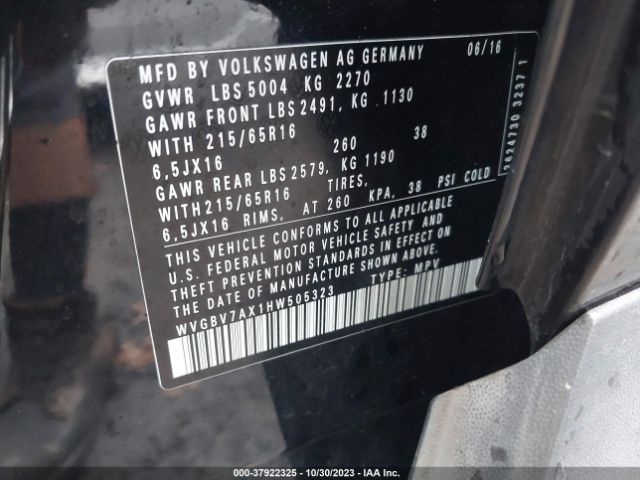 MFD BY VOLKSWAGEN AG GERMANY 06/16
GVWR LBS 5004 KG 2270
GAWR FRONT LBS 2491, KG 1130
WITH 215/65R16 260 38
6,5JX16
GAWR REAR LBS 2579, KG 1190
WITH 215/65R16 TIRES,
6,5JX16 RIMS, AT 260 KPA, 38 PSI COLD
THIS VEHICLE CONFORMS TO ALL APPLICABLE
U.S. FEDERAL MOTOR VEHICLE SAFETY AND
THEFT PREVENTION STANDARDS IN EFFECT ON
THE DATE OF MANUFACTURE SHOWN ABOVE.
WVGBV7AX1HW505323 TYPE: MPV
2624730 3237 1
000-37922325 - 10/30/2023 - IAA Inc.